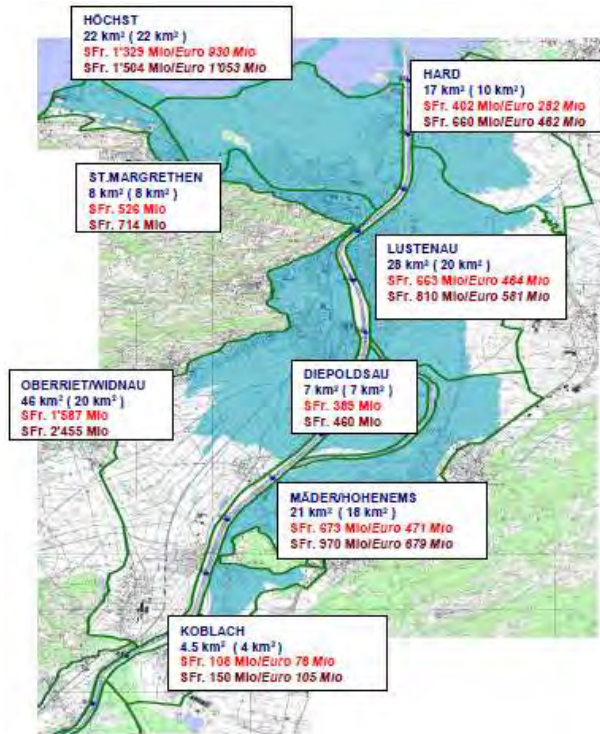 HÖCHST
22 km² ( 22 km²)
SFr. 1'329 Mio/Euro 930 Mio
SFr. 1'504 Mio/Euro 1'053 Mio
HARD
17 km² ( 10 km²)
SFr. 402 Mio/Euro 282 Mio
SFr. 660 Mio/Euro 462 Mio
ST.MARGRETHEN
8 km² ( 8 km²)
SFr. 526 Mio
SFr. 714 Mio
LUSTENAU
28 km² ( 20 km²)
SFr. 663 Mio/Euro 464 Mio
SFr. 810 Mio/Euro 581 Mio
DIEPOLDSAU
7 km² ( 7 km²)
SFr. 385 Mio
SFr. 460 Mio
OBERRIET/WIDNAU
46 km² ( 20 km²)
SFr. 1'587 Mio
SFr. 2'455 Mio
MÄDER/HOHENEMS
21 km² ( 18 km²)
SFr. 673 Mio/Euro 471 Mio
SFr. 970 Mio/Euro 679 Mio
KOBLACH
4.5 km² ( 4 km²)
SFr. 108 Mio/Euro 76 Mio
SFr. 150 Mio/Euro 105 Mio